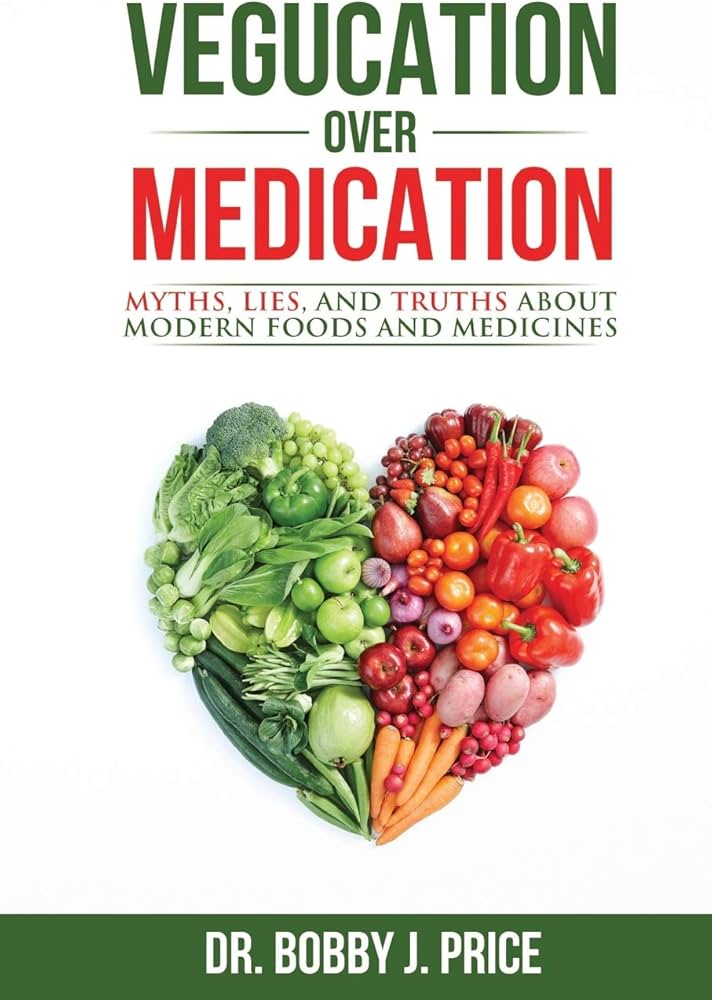 VEGUCATION
OVER
MEDICATION
MYTHS, LIES, AND TRUTHS ABOUT
MODERN FOODS AND MEDICINES
DR. BOBBY J. PRICE